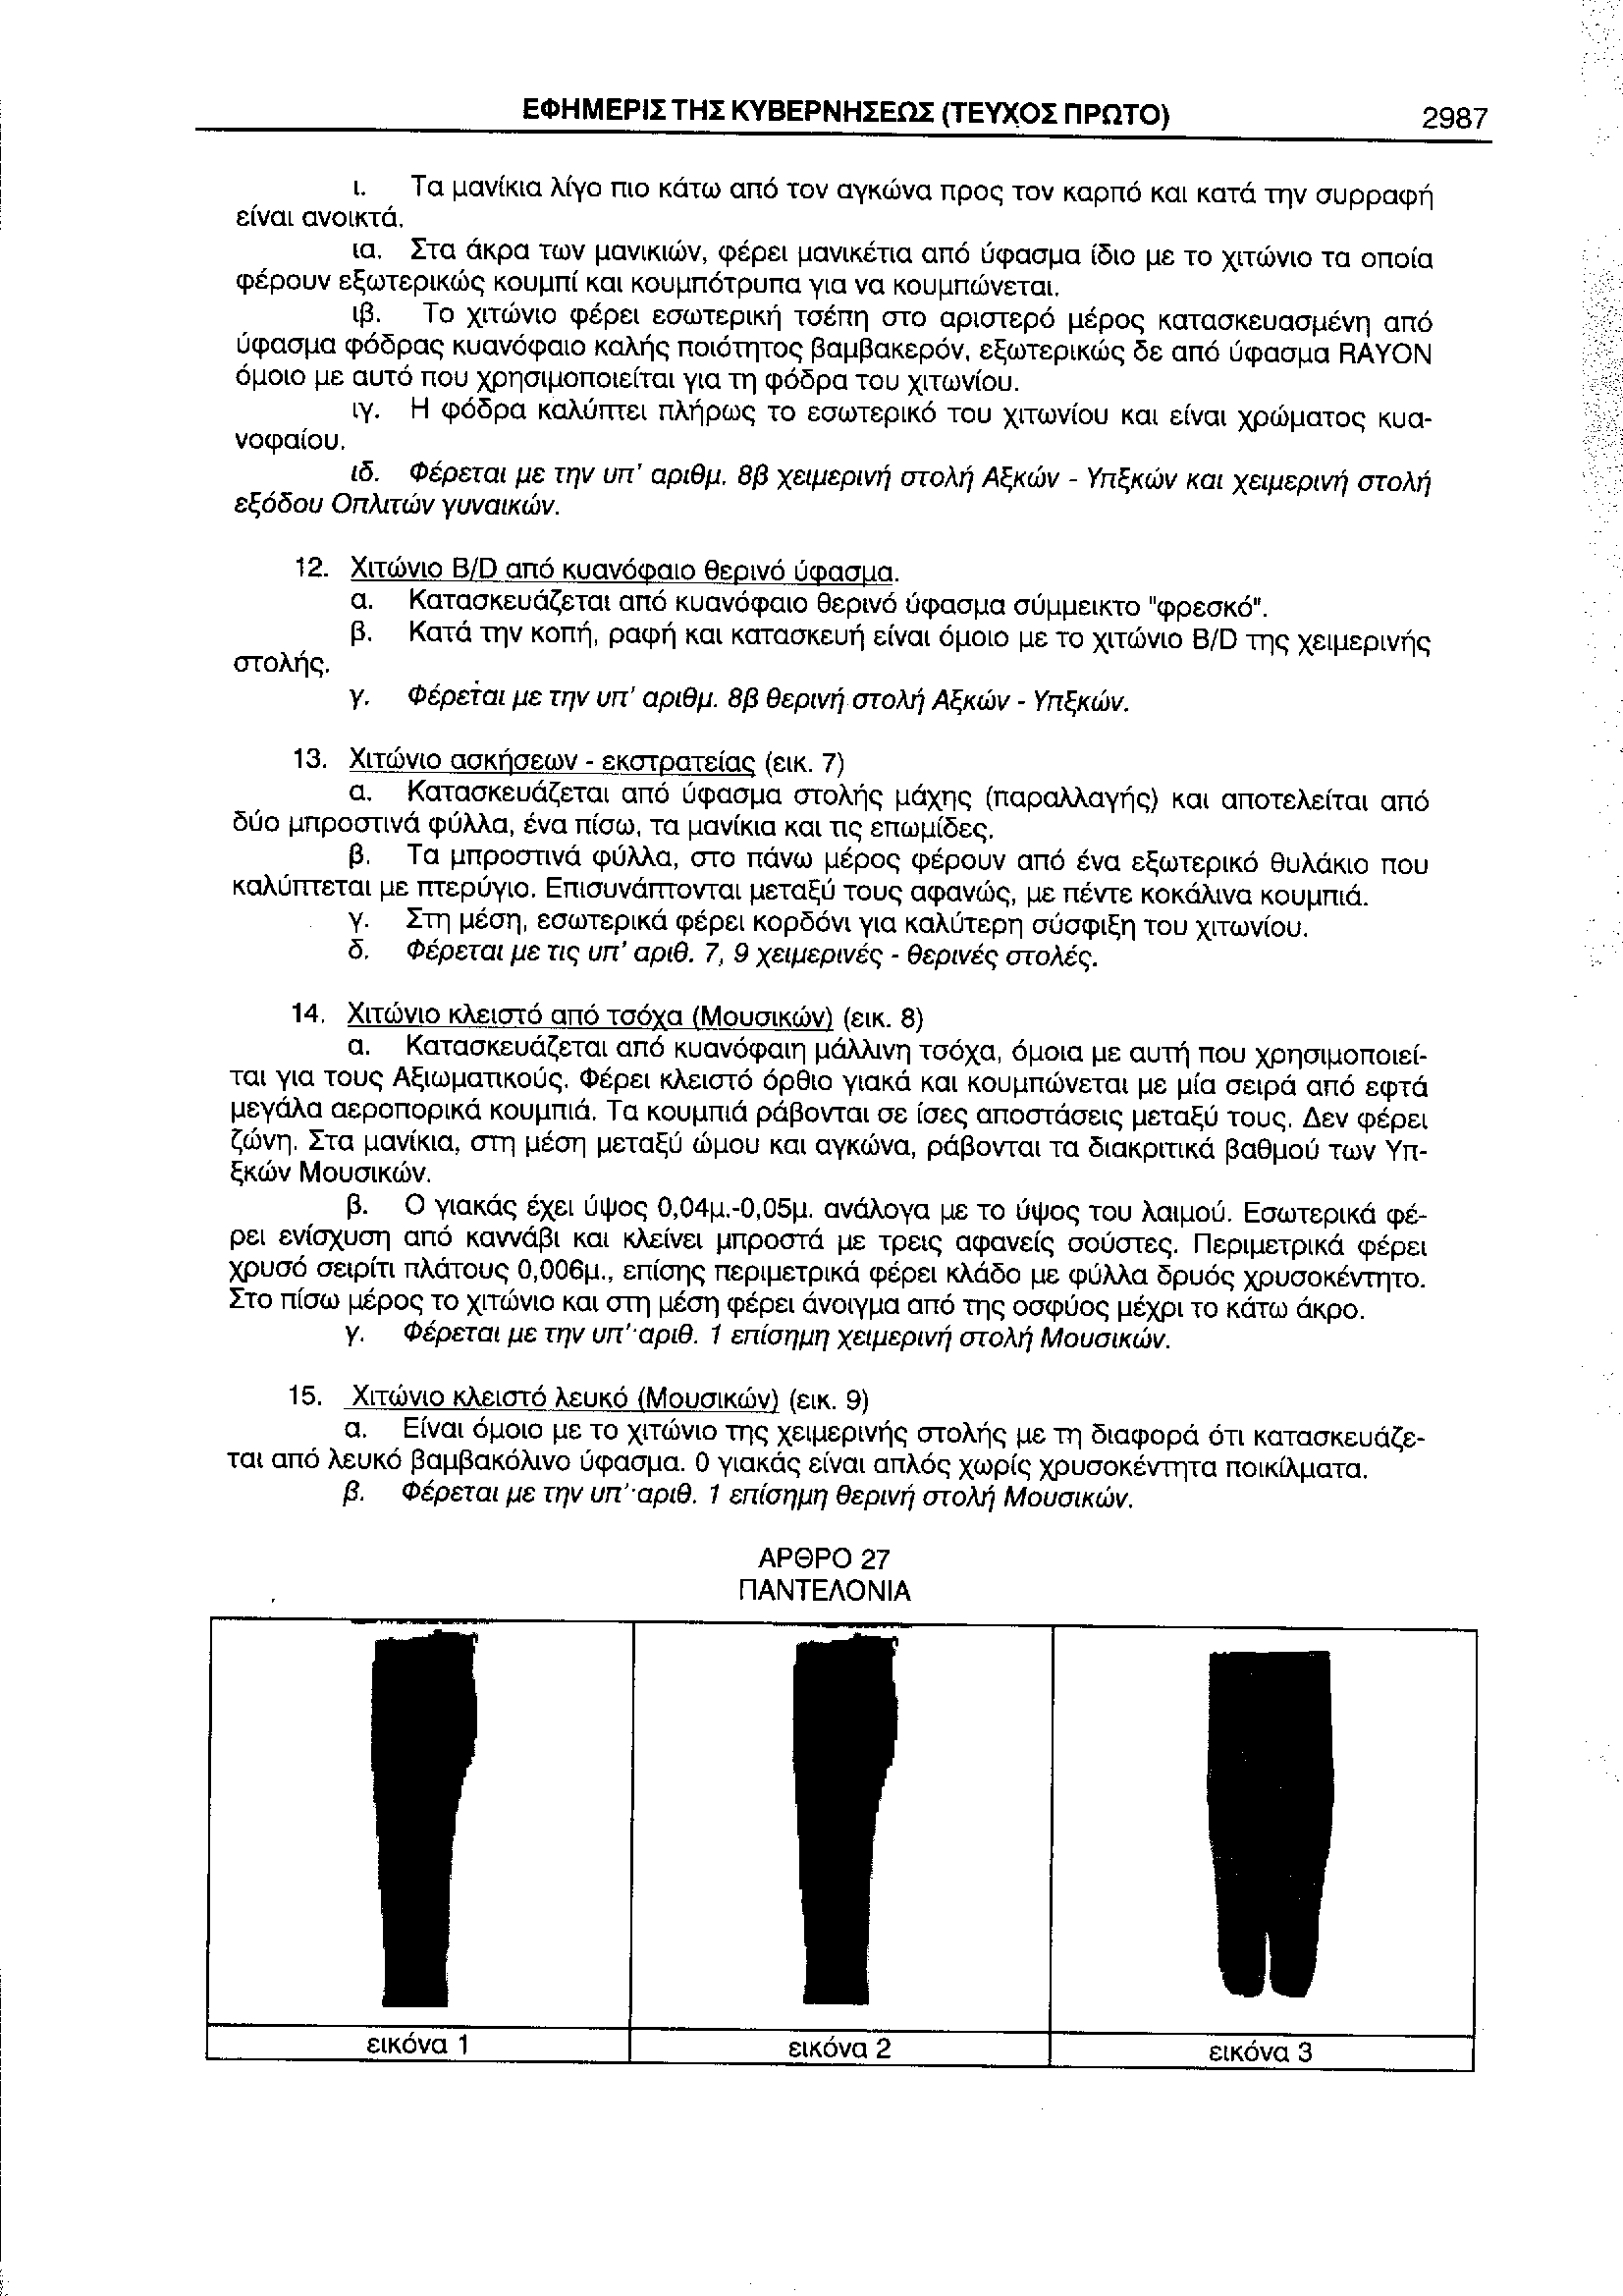 ΕΦΗΜΕΡΙΣ ΤΗΣ ΚΥΒΕΡΝΗΣΕΩΣ (ΤΕΥΧΟΣ ΠΡΩΤΟ) 2987
ι. Τα μανίκια λίγο πιο κάτω από τον αγκώνα προς τον καρπό και κατά την συρραφή
είναι ανοικτά.
ια. Στα άκρα των μανικιών, φέρει μανικέτια από ύφασμα ίδιο με το χιτώνιο τα οποία
φέρουν εξωτερικώς κουμπί και κουμπότρυπα για να κουμπώνεται.
ιβ. Το χιτώνιο φέρει εσωτερική τσέπη στο αριστερό μέρος κατασκευασμένη από
ύφασμα φόδρας κυανόφαιο καλής ποιότητος βαμβακερόν, εξωτερικώς δε από ύφασμα RAYON
όμοιο με αυτό που χρησιμοποιείται για τη φόδρα του χιτωνίου.
ιγ. Η φόδρα καλύπτει πλήρως το εσωτερικό του χιτωνίου και είναι χρώματος κυα-
νοφαίου.
ιδ. Φέρεται με την υπ' αριθμ. 8β χειμερινή στολή Αξκών - Υπξκών και χειμερινή στολή
εξόδου Οπλιτών γυναικών.
12. Χιτώνιο B/D από κυανόφαιο θερινό ύφασμα.
α. Κατασκευάζεται από κυανόφαιο θερινό ύφασμα σύμμεικτο "φρεσκό".
β. Κατά την κοπή, ραφή και κατασκευή είναι όμοιο με το χιτώνιο B/D της χειμερινής
στολής.
γ. Φέρεται με την υπ' αριθμ. 8β θερινή στολή Αξκών - Υπξκών.
13. Χιτώνιο ασκήσεων - εκστρατείας (εικ. 7)
α. Κατασκευάζεται από ύφασμα στολής μάχης (παραλλαγής) και αποτελείται από
δύο μπροστινά φύλλα, ένα πίσω, τα μανίκια και τις επωμίδες.
β. Τα μπροστινά φύλλα, στο πάνω μέρος φέρουν από ένα εξωτερικό θυλάκιο που
καλύπτεται με πτερύγιο. Επισυνάπτονται μεταξύ τους αφανώς, με πέντε κοκάλινα κουμπιά.
γ. Στη μέση, εσωτερικά φέρει κορδόνι για καλύτερη σύσφιξη του χιτωνίου.
δ. Φέρεται με τις υπ' αριθ. 7, 9 χειμερινές - θερινές στολές.
14. Χιτώνιο κλειστό από τσόχα (Μουσικών) (εικ. 8)
α. Κατασκευάζεται από κυανόφαιη μάλλινη τσόχα, όμοια με αυτή που χρησιμοποιεί-
ται για τους Αξιωματικούς. Φέρει κλειστό όρθιο γιακά και κουμπώνεται με μία σειρά από εφτά
μεγάλα αεροπορικά κουμπιά. Τα κουμπιά ράβονται σε ίσες αποστάσεις μεταξύ τους. Δεν φέρει
ζώνη. Στα μανίκια, στη μέση μεταξύ ώμου και αγκώνα, ράβονται τα διακριτικά βαθμού των Υπ-
ξκών Μουσικών.
β. Ο γιακάς έχει ύψος 0,04μ.-0,05μ. ανάλογα με το ύψος του λαιμού. Εσωτερικά φέ-
ρει ενίσχυση από καννάβι και κλείνει μπροστά με τρεις αφανείς σούστες. Περιμετρικά φέρει
χρυσό σειρίτι πλάτους 0,006μ., επίσης περιμετρικά φέρει κλάδο με φύλλα δρυός χρυσοκέντητο.
Στο πίσω μέρος το χιτώνιο και στη μέση φέρει άνοιγμα από της οσφύος μέχρι το κάτω άκρο.
γ. Φέρεται με την υπ' αριθ. 1 επίσημη χειμερινή στολή Μουσικών.
15. Χιτώνιο κλειστό λευκό (Μουσικών) (εικ. 9)
α. Είναι όμοιο με το χιτώνιο της χειμερινής στολής με τη διαφορά ότι κατασκευάζε-
ται από λευκό βαμβακόλινο ύφασμα. Ο γιακάς είναι απλός χωρίς χρυσοκέντητα ποικίλματα.
β. Φέρεται με την υπ' αριθ. 1 επίσημη θερινή στολή Μουσικών.
ΑΡΘΡΟ 27
ΠΑΝΤΕΛΟΝΙΑ
εικόνα 1 εικόνα 2 εικόνα 3